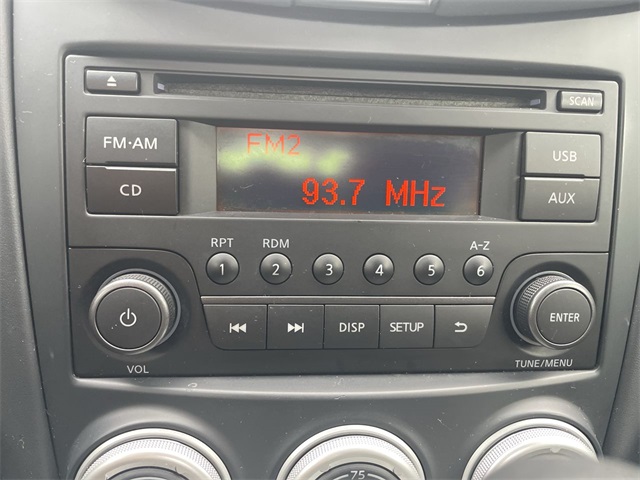 SCAN
FM·AM
CD
FM2
93.7 MHz
USB
AUX
RPT RDM A-Z
1 2 3 4 5 6
DISP SETUP
ENTER
VOL
TUNE/MENU
75